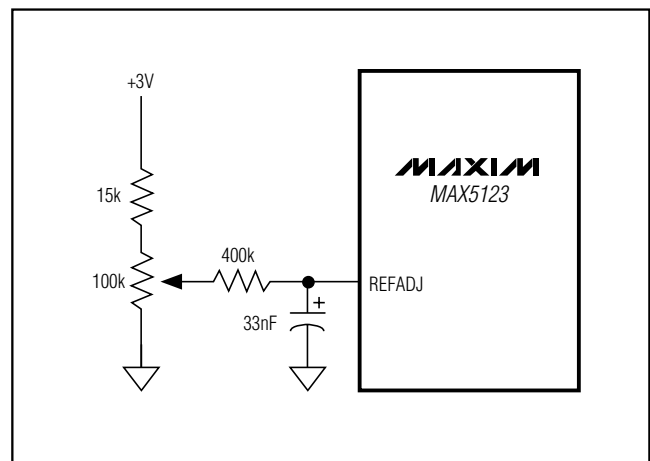 +3V
15k
100k
400k
+
33nF
REFADJ
MAXIM
MAX5123